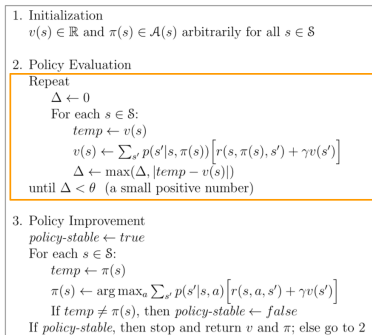 1. Initialization
v(s) ∈ ℝ and π(s) ∈ 𝒜(s) arbitrarily for all s ∈ 𝒮
2. Policy Evaluation
Repeat
Δ ← 0
For each s ∈ 𝒮:
temp ← v(s)
v(s) ← ∑ₛ′ p(s′|s, π(s)) [r(s, π(s), s′) + γv(s′)]
Δ ← max(Δ, |temp − v(s)|)
until Δ < θ (a small positive number)
3. Policy Improvement
policy-stable ← true
For each s ∈ 𝒮:
temp ← π(s)
π(s) ← arg maxₐ ∑ₛ′ p(s′|s, a) [r(s, a, s′) + γv(s′)]
If temp ≠ π(s), then policy-stable ← false
If policy-stable, then stop and return v and π; else go to 2